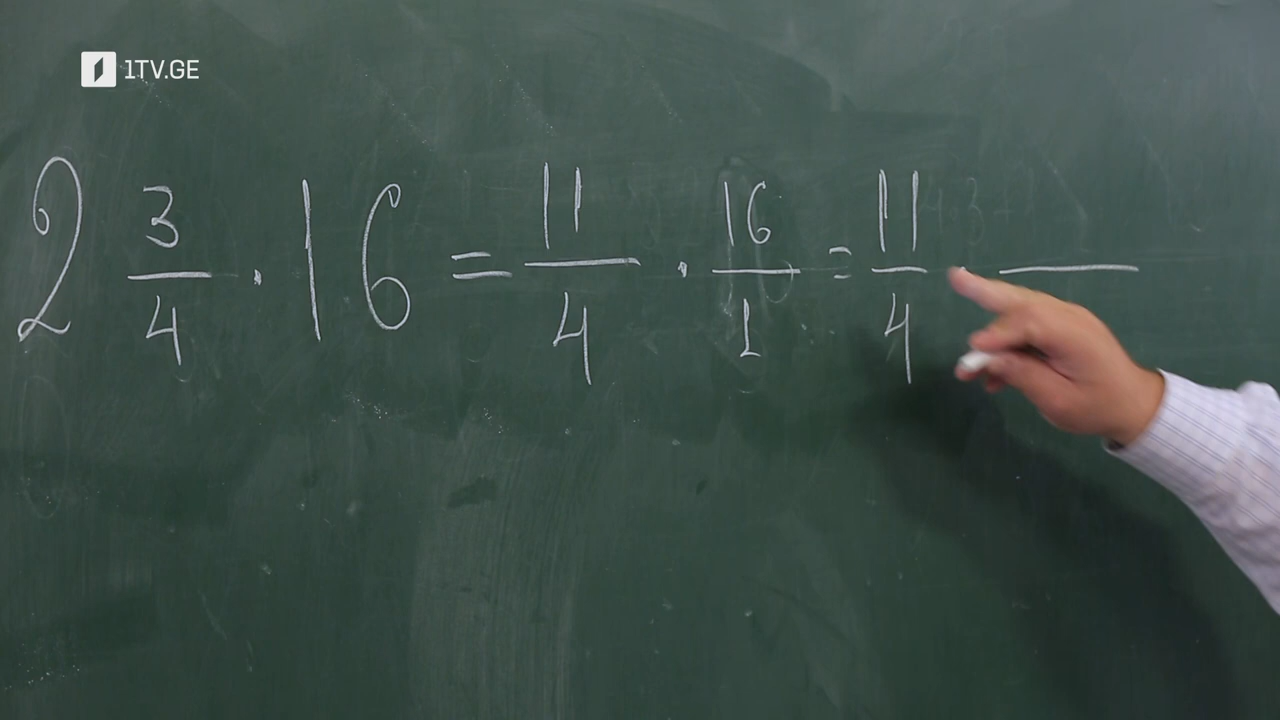 1TV.GE
2 3/4 · 16 = 11/4 · 16/1 = 11/4 ·